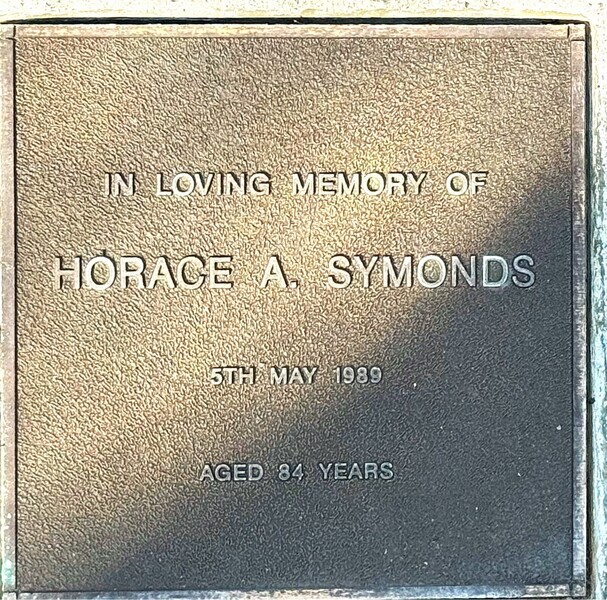 IN LOVING MEMORY OF
HORACE A. SYMONDS
5TH MAY 1989
AGED 84 YEARS